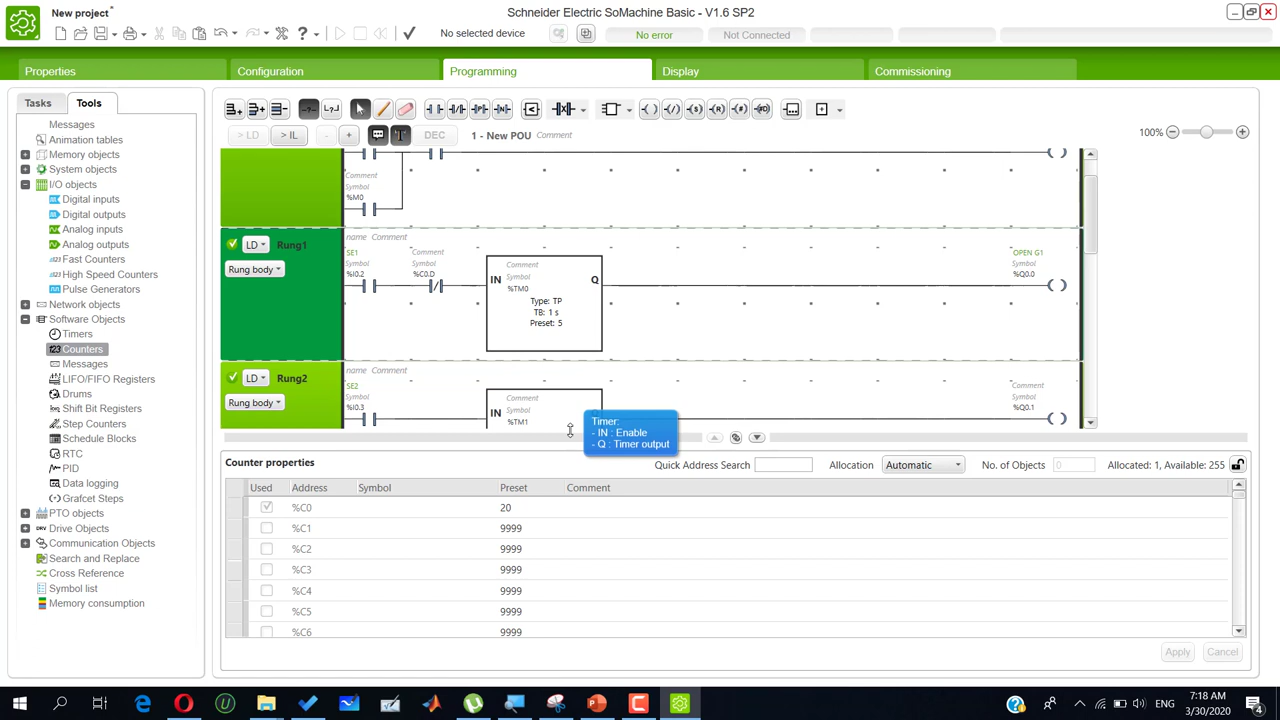 New project*
Schneider Electric SoMachine Basic - V1.6 SP2
No selected device
No error
Not Connected
Properties
Configuration
Programming
Display
Commissioning
Tasks
Tools
Messages
Animation tables
Memory objects
System objects
I/O objects
Digital inputs
Digital outputs
Analog inputs
Analog outputs
Fast Counters
High Speed Counters
Pulse Generators
Network objects
Software Objects
Timers
123 Counters
Messages
LIFO/FIFO Registers
Drums
Shift Bit Registers
Step Counters
Schedule Blocks
RTC
PID
Data logging
Grafcet Steps
PTO objects
DRV Drive Objects
Communication Objects
Search and Replace
Cross Reference
Symbol list
Memory consumption
> LD
> IL
-
+
T
DEC
1 - New POU Comment
100%
Comment
Symbol
%M0
LD
Rung1
Rung body
name Comment
SE1
Symbol
%I0.2
Comment
Symbol
%C0.D
Comment
Symbol
%TM0
IN
Q
Type: TP
TB: 1 s
Preset: 5
OPEN G1
Symbol
%Q0.0
LD
Rung2
Rung body
name Comment
SE2
Symbol
%I0.3
Comment
Symbol
%TM1
IN
Comment
Symbol
%Q0.1
Timer:
- IN : Enable
- Q : Timer output
Counter properties
Quick Address Search
Allocation
Automatic
No. of Objects
0
Allocated: 1, Available: 255
Used Address Symbol Preset Comment
%C0 20
%C1 9999
%C2 9999
%C3 9999
%C4 9999
%C5 9999
%C6 9999
Apply
Cancel
ENG
7:18 AM
3/30/2020
4